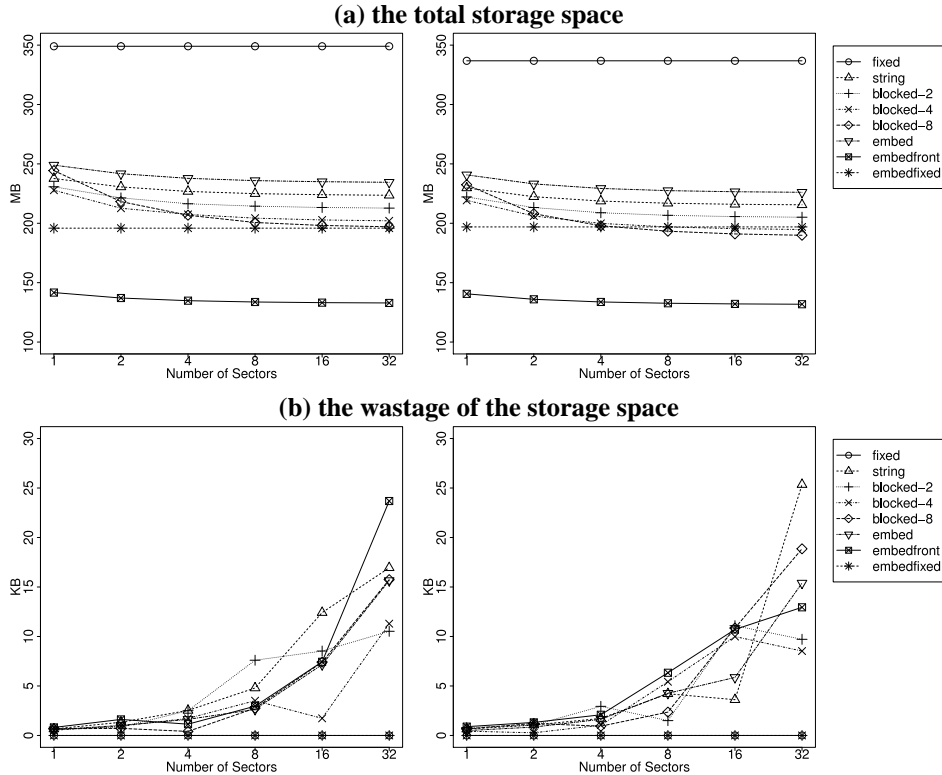 (a) the total storage space
MB
350
300
250
200
150
100
1 2 4 8 16 32
Number of Sectors
MB
350
300
250
200
150
100
1 2 4 8 16 32
Number of Sectors
fixed
string
blocked−2
blocked−4
blocked−8
embed
embedfront
embedfixed
(b) the wastage of the storage space
KB
30
25
20
15
10
5
0
1 2 4 8 16 32
Number of Sectors
KB
30
25
20
15
10
5
0
1 2 4 8 16 32
Number of Sectors
fixed
string
blocked−2
blocked−4
blocked−8
embed
embedfront
embedfixed